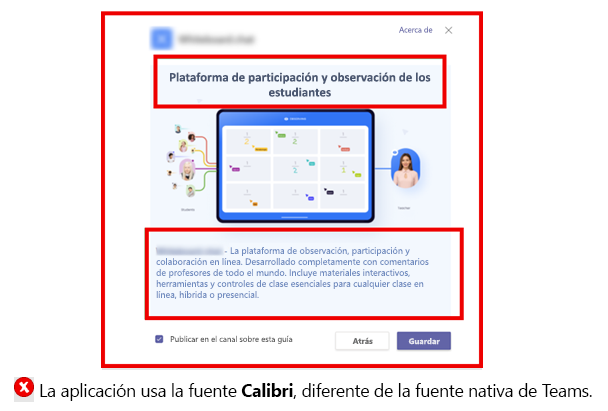 Acerca de
Plataforma de participación y observación de los
estudiantes
- La plataforma de observación, participación y
colaboración en línea. Desarrollado completamente con comentarios
de profesores de todo el mundo. Incluye materiales interactivos,
herramientas y controles de clase esenciales para cualquier clase en
línea, híbrida o presencial.
Publicar en el canal sobre esta guía
Atrás
Guardar
La aplicación usa la fuente Calibri, diferente de la fuente nativa de Teams.